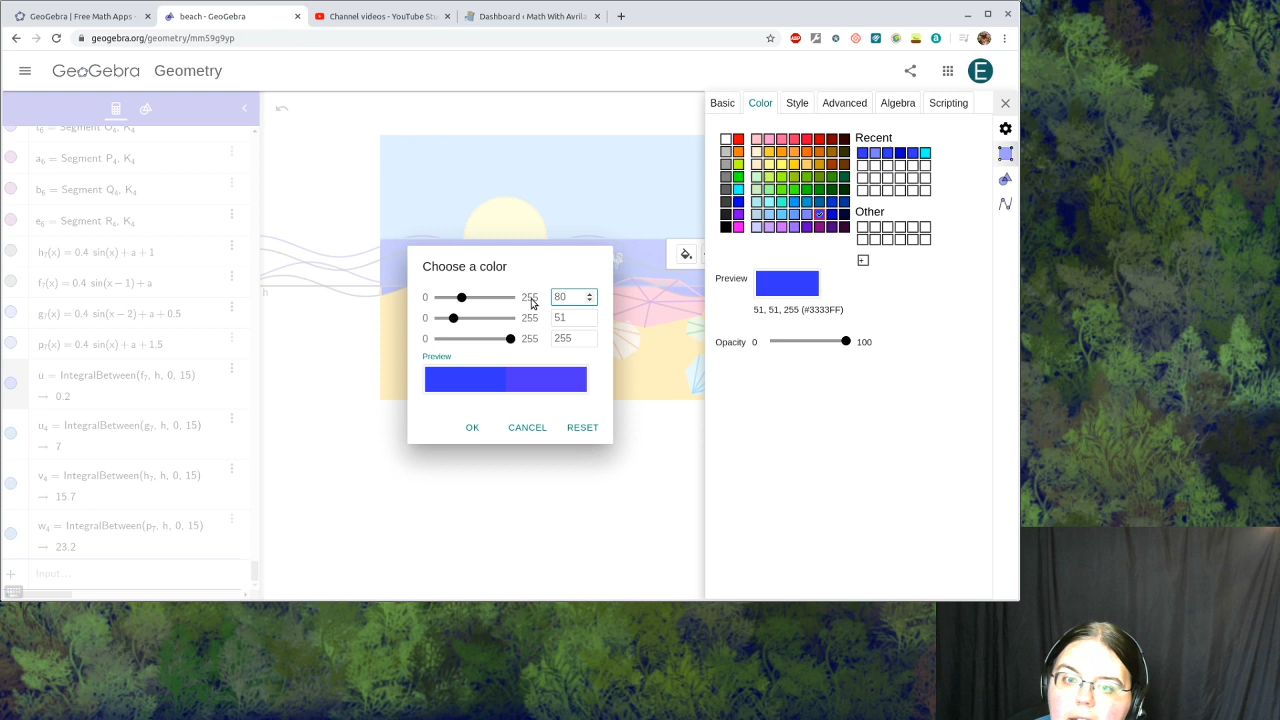 GeoGebra | Free Math Apps -
beach - GeoGebra
Channel videos - YouTube Stu
Dashboard ‹ Math With Avrila
geogebra.org/geometry/mm59g9yp
GeoGebra Geometry
E
Basic Color Style Advanced Algebra Scripting
a₆ = Segment P₄, K₄
b₆ = Segment Q₄, K₄
e₆ = Segment R₄, K₄
h₇(x) = 0.4 sin(x) + a + 1
f₇(x) = 0.4 sin(x − 1) + a
g₇(x) = 0.4 sin(x − 2) + a + 0.5
p₇(x) = 0.4 sin(x) + a + 1.5
u = IntegralBetween(f₇, h, 0, 15)
→ 0.2
u₄ = IntegralBetween(g₇, h, 0, 15)
→ 7
v₄ = IntegralBetween(h₇, h, 0, 15)
→ 15.7
w₄ = IntegralBetween(p₇, h, 0, 15)
→ 23.2
Input...
h
Choose a color
0 255 80
0 255 51
0 255 255
Preview
OK CANCEL RESET
Recent
Other
Preview
51, 51, 255 (#3333FF)
Opacity 0 100